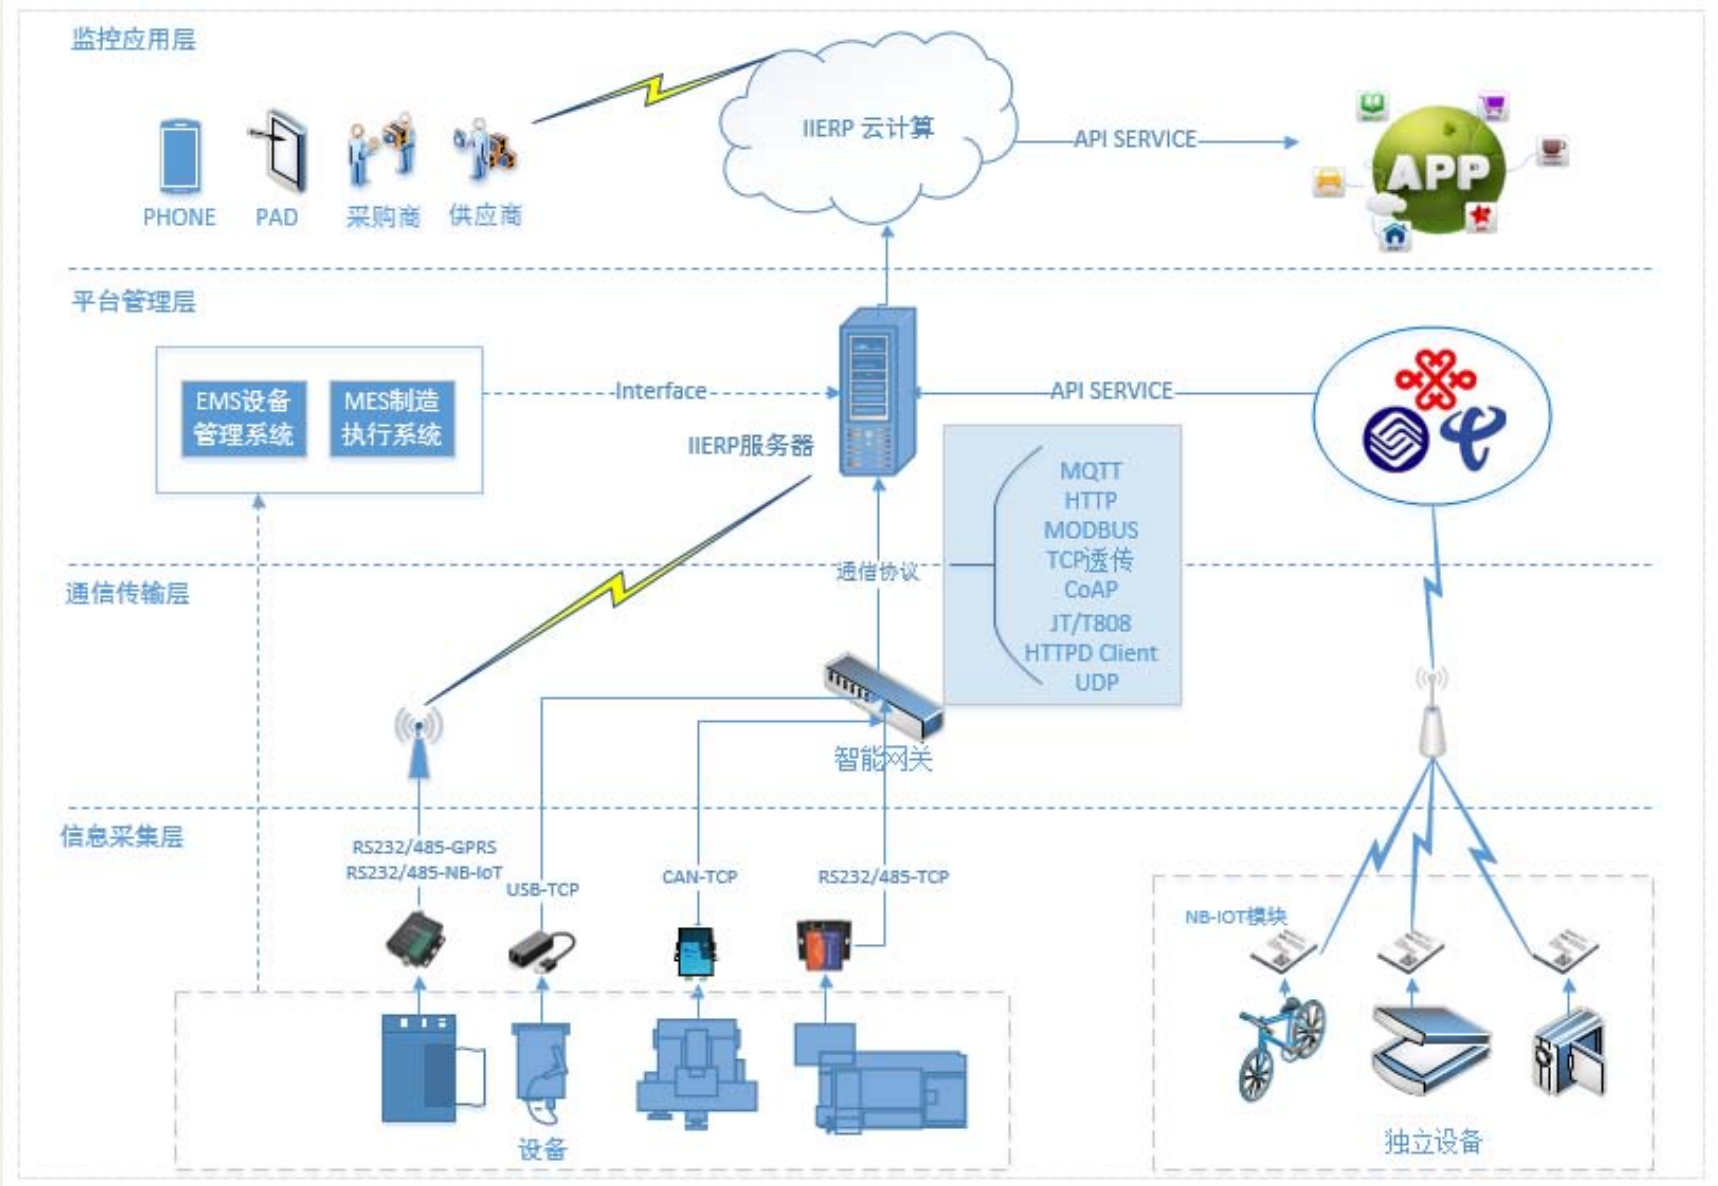 监控应用层
IIERP 云计算
API SERVICE
APP
PHONE
PAD
采购商
供应商
平台管理层
EMS设备
管理系统
MES制造
执行系统
Interface
API SERVICE
IIERP服务器
MQTT
HTTP
MODBUS
TCP透传
CoAP
JT/T808
HTTPD Client
UDP
通信协议
通信传输层
智能网关
信息采集层
RS232/485-GPRS
RS232/485-NB-IoT
USB-TCP
CAN-TCP
RS232/485-TCP
NB-IOT模块
设备
独立设备